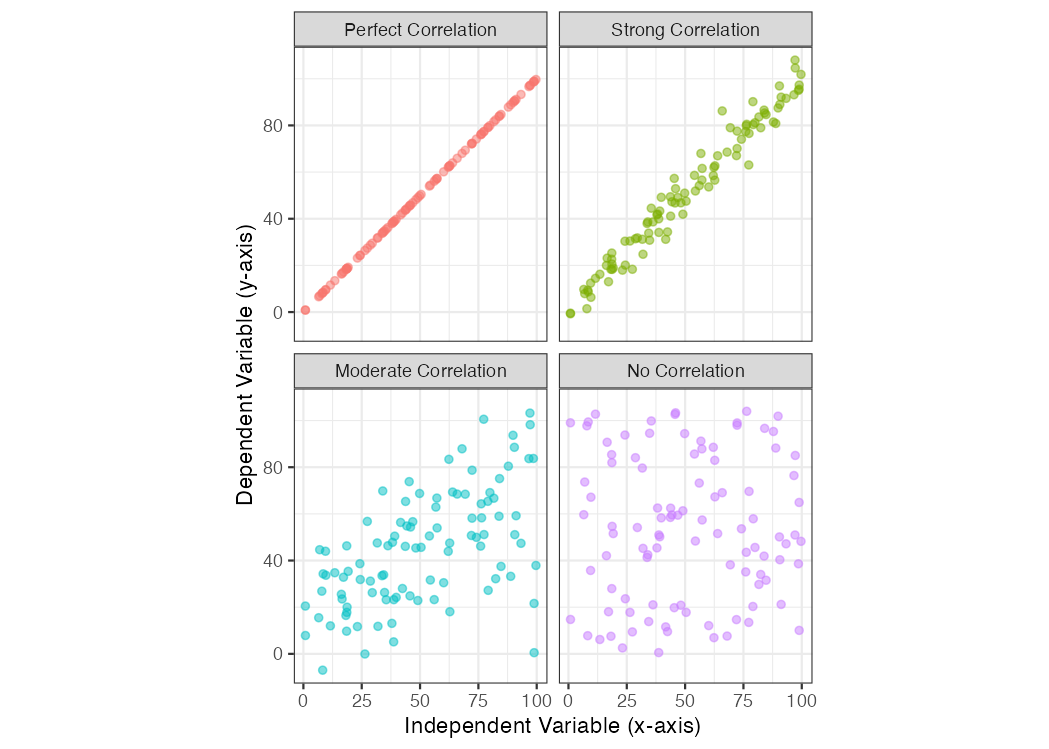 Perfect Correlation
Strong Correlation
80
40
0
Moderate Correlation
No Correlation
80
40
0
0
25
50
75
100
0
25
50
75
100
Dependent Variable (y-axis)
Independent Variable (x-axis)